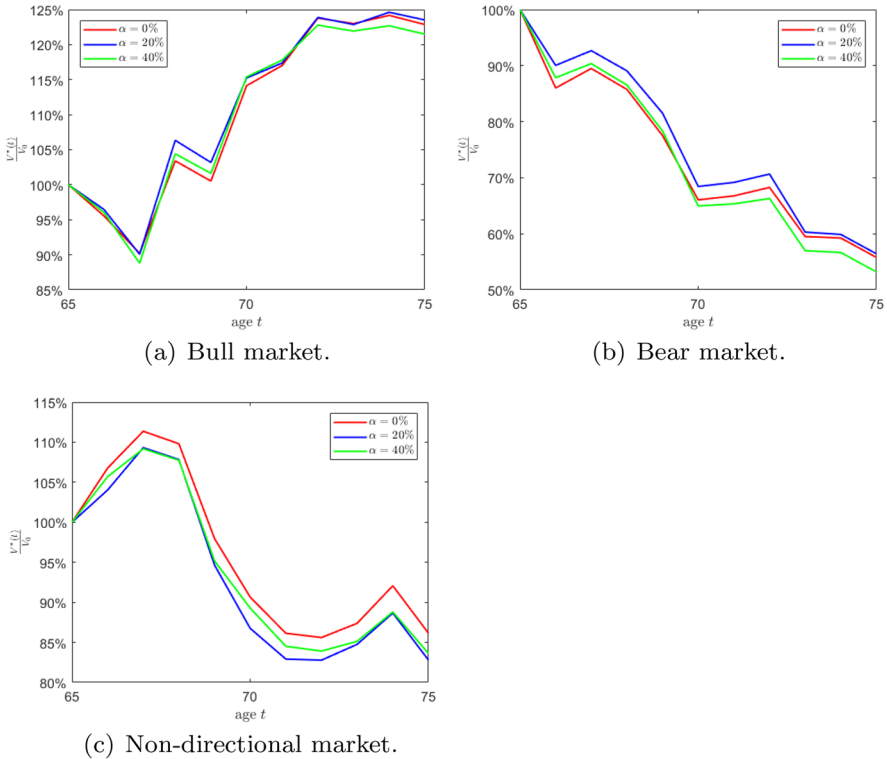 125%
120%
115%
110%
105%
100%
95%
90%
85%
65
70
75
V*(t)/V₀
age t
α = 0%
α = 20%
α = 40%
(a) Bull market.
100%
90%
80%
70%
60%
50%
65
70
75
V*(t)/V₀
age t
α = 0%
α = 20%
α = 40%
(b) Bear market.
115%
110%
105%
100%
95%
90%
85%
80%
65
70
75
V*(t)/V₀
age t
α = 0%
α = 20%
α = 40%
(c) Non-directional market.